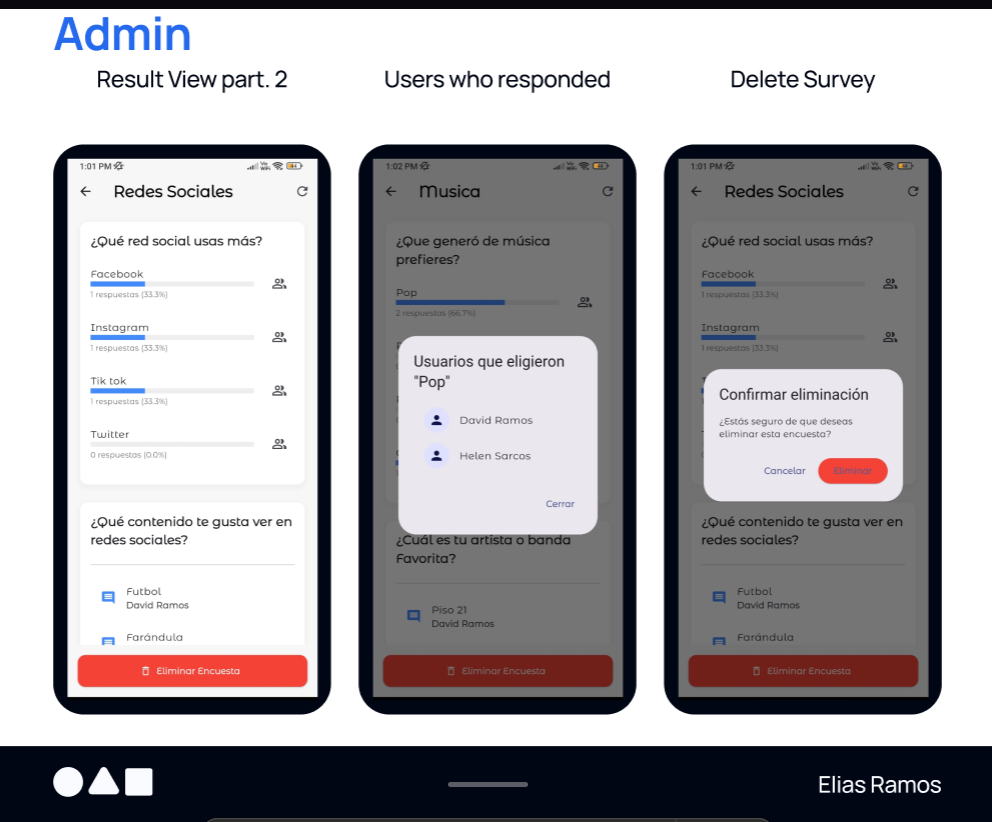 Admin
Result View part. 2
Users who responded
Delete Survey
1:01 PM
Redes Sociales
¿Qué red social usas más?
Facebook
1 respuestas (33.3%)
Instagram
1 respuestas (33.3%)
Tik tok
1 respuestas (33.3%)
Twitter
0 respuestas (0.0%)
¿Qué contenido te gusta ver en
redes sociales?
Futbol
David Ramos
Farándula
Eliminar Encuesta
1:02 PM
Musica
¿Que generó de música
prefieres?
Pop
2 respuestas (66.7%)
Usuarios que eligieron
"Pop"
David Ramos
Helen Sarcos
Cerrar
¿Cuál es tu artista o banda
Favorita?
Piso 21
David Ramos
Eliminar Encuesta
1:01 PM
Redes Sociales
¿Qué red social usas más?
Facebook
1 respuestas (33.3%)
Instagram
1 respuestas (33.3%)
Confirmar eliminación
¿Estás seguro de que deseas
eliminar esta encuesta?
Cancelar
Eliminar
¿Qué contenido te gusta ver en
redes sociales?
Futbol
David Ramos
Farándula
Eliminar Encuesta
Elias Ramos